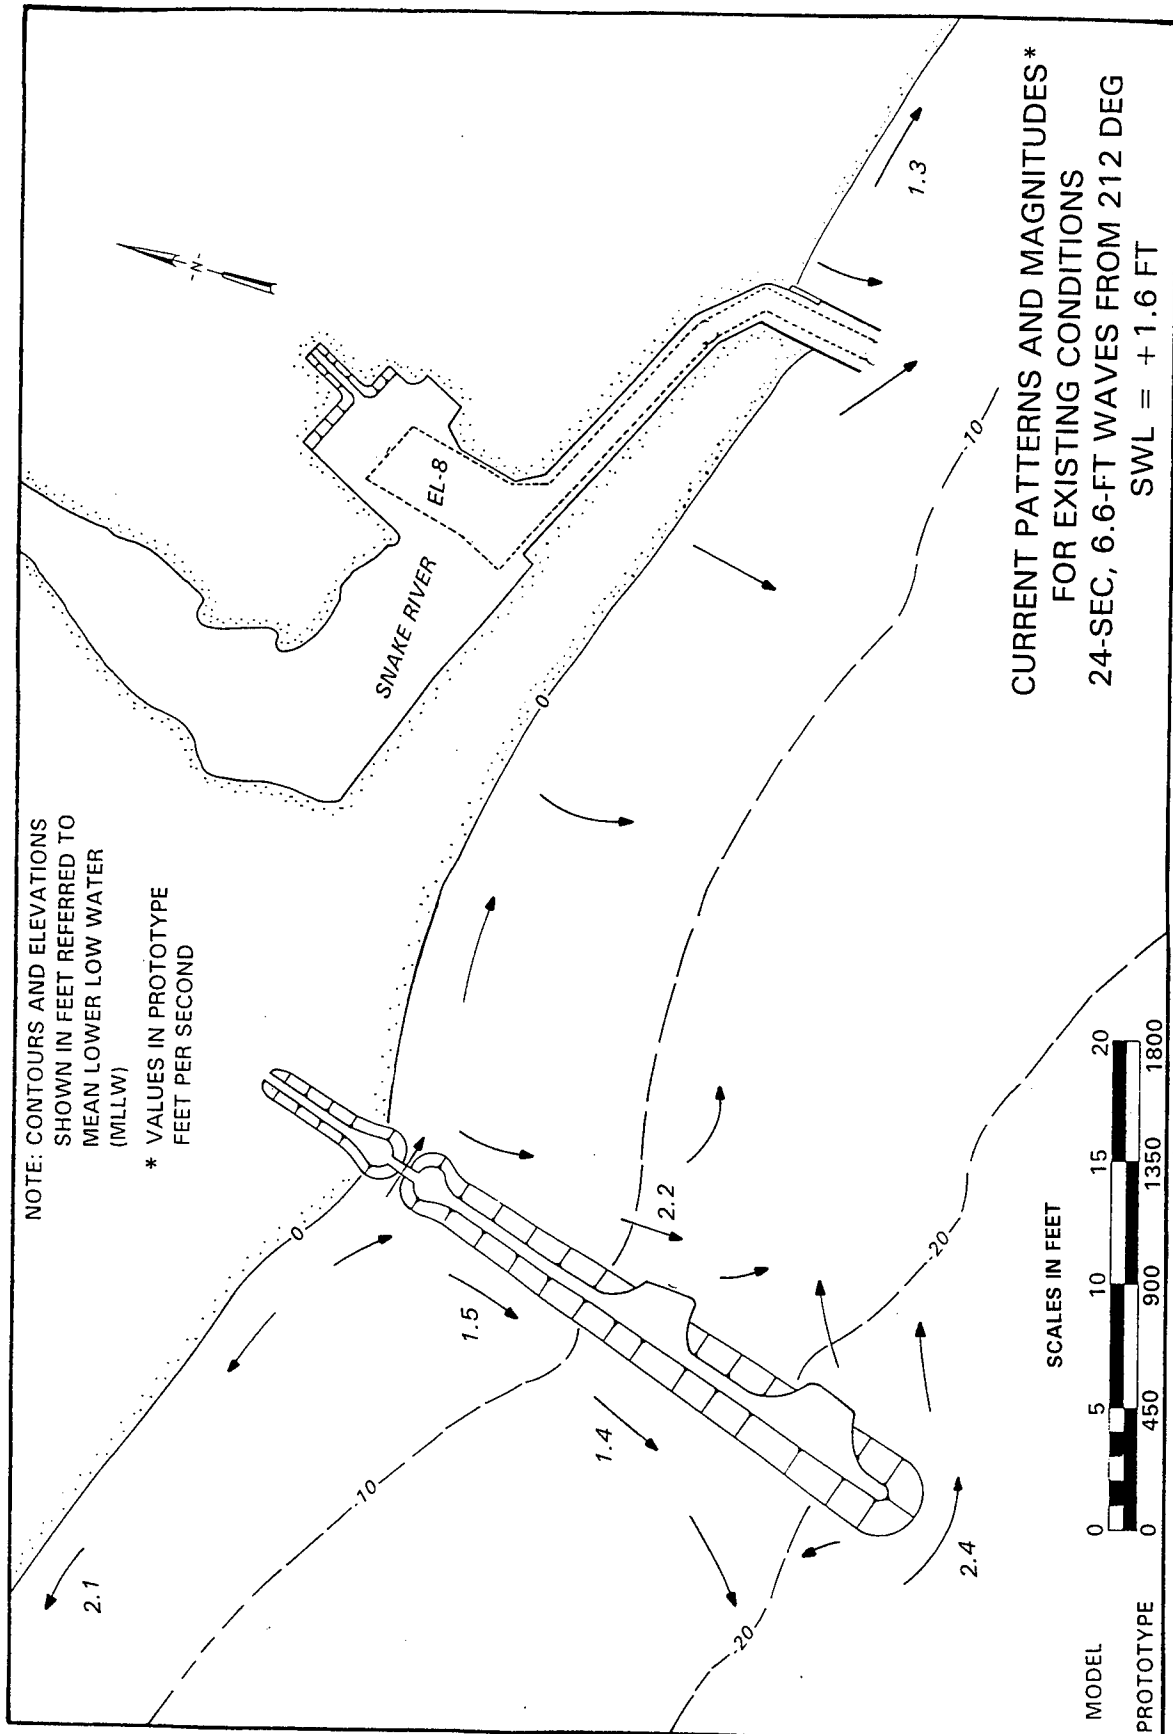 NOTE: CONTOURS AND ELEVATIONS
SHOWN IN FEET REFERRED TO
MEAN LOWER LOW WATER
(MLLW)
* VALUES IN PROTOTYPE
FEET PER SECOND
-N-
SNAKE RIVER
EL-8
0
0
-10
-10
-20
-20
2.1
1.5
1.4
2.2
2.4
1.3
SCALES IN FEET
MODEL 0 5 10 15 20
PROTOTYPE 0 450 900 1350 1800
CURRENT PATTERNS AND MAGNITUDES*
FOR EXISTING CONDITIONS
24-SEC, 6.6-FT WAVES FROM 212 DEG
SWL = +1.6 FT